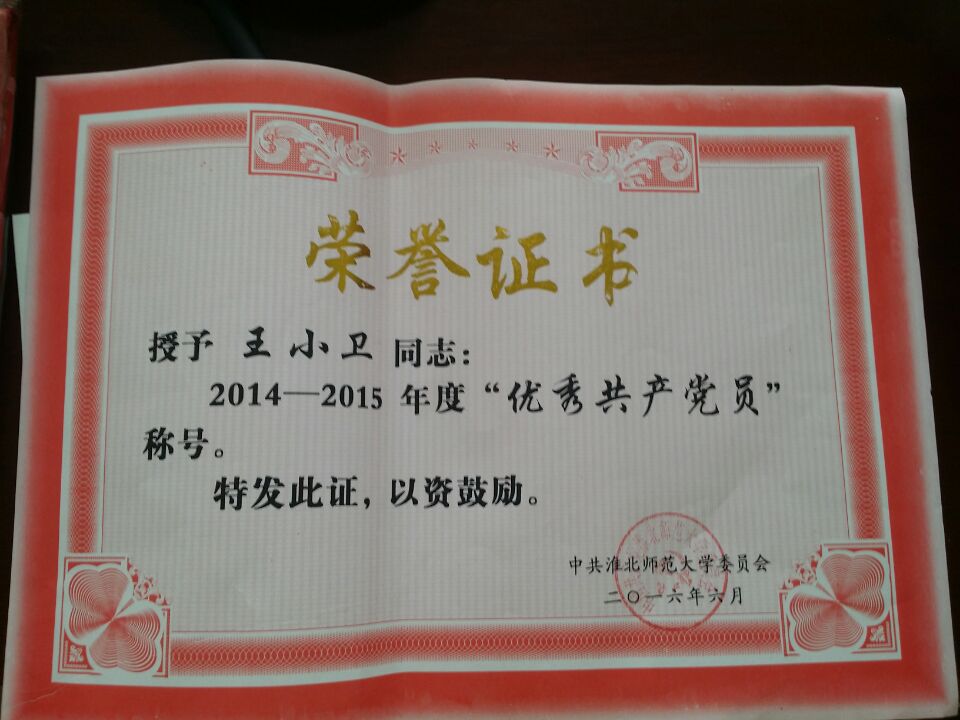 荣誉证书
授予 王小卫 同志：
2014—2015 年度“优秀共产党员”
称号。
特发此证，以资鼓励。
中共淮北师范大学委员会
二〇一六年六月